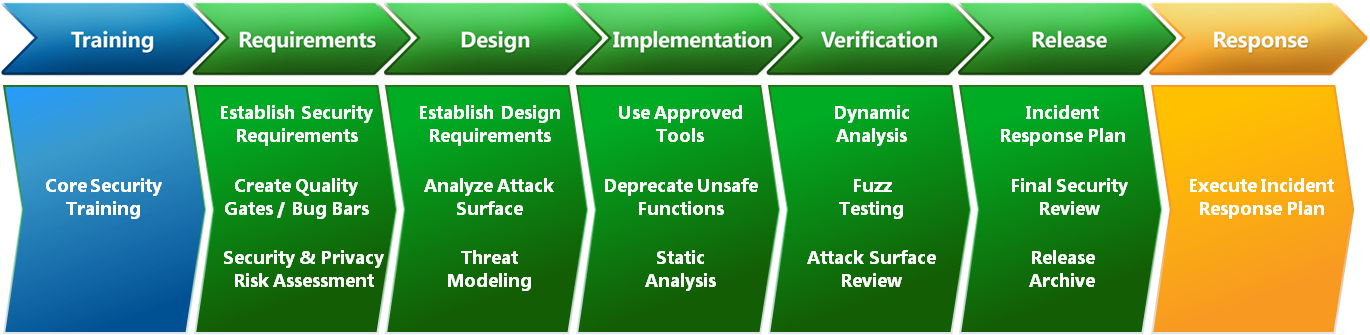 Training
Requirements
Design
Implementation
Verification
Release
Response
Core Security
Training
Establish Security
Requirements
Create Quality
Gates / Bug Bars
Security & Privacy
Risk Assessment
Establish Design
Requirements
Analyze Attack
Surface
Threat
Modeling
Use Approved
Tools
Deprecate Unsafe
Functions
Static
Analysis
Dynamic
Analysis
Fuzz
Testing
Attack Surface
Review
Incident
Response Plan
Final Security
Review
Release
Archive
Execute Incident
Response Plan